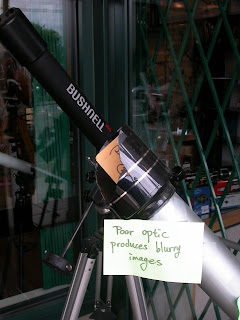 BUSHNELL
Poor optic
produces blurry
images